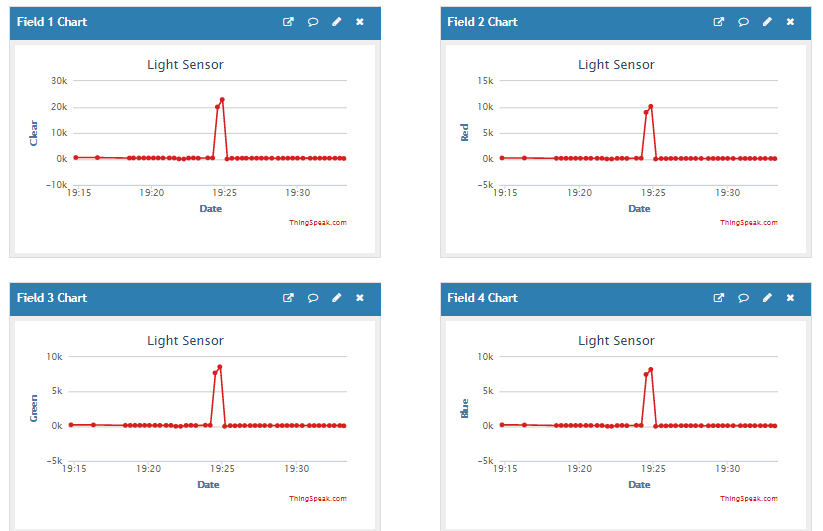 Field 1 Chart
Light Sensor
30k
20k
10k
0k
−10k
Clear
19:15 19:20 19:25 19:30
Date
ThingSpeak.com
Field 2 Chart
Light Sensor
15k
10k
5k
0k
−5k
Red
19:15 19:20 19:25 19:30
Date
ThingSpeak.com
Field 3 Chart
Light Sensor
10k
5k
0k
−5k
Green
19:15 19:20 19:25 19:30
Date
ThingSpeak.com
Field 4 Chart
Light Sensor
10k
5k
0k
−5k
Blue
19:15 19:20 19:25 19:30
Date
ThingSpeak.com